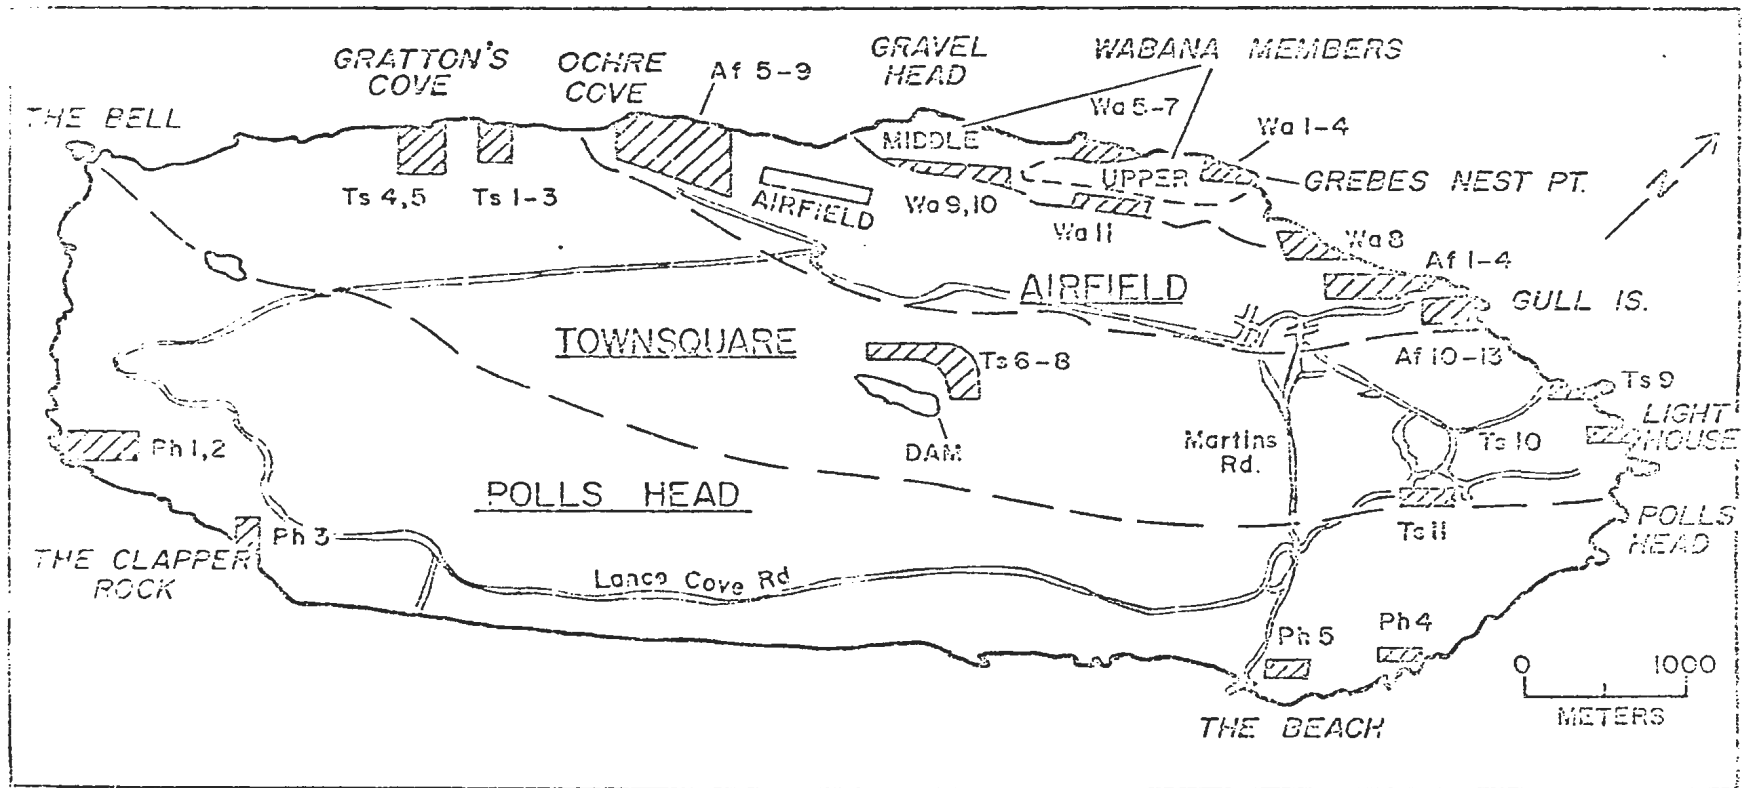 GRATTON'S
COVE
OCHRE
COVE
Af 5-9
GRAVEL
HEAD
WABANA MEMBERS
Wa 5-7
Wa 1-4
THE BELL
MIDDLE
UPPER
GREBES NEST PT.
N
Ts 4,5
Ts 1-3
AIRFIELD
Wa 9,10
Wa 11
Wa 8
Af 1-4
AIRFIELD
GULL IS.
TOWNSQUARE
Ts 6-8
Af 10-13
Ts 9
LIGHT
HOUSE
DAM
Martins
Rd.
Ts 10
Ph 1,2
POLLS HEAD
Ts 11
POLLS
HEAD
Ph 3
THE CLAPPER
ROCK
Lance Cove Rd
Ph 5
Ph 4
0 1000
METERS
THE BEACH